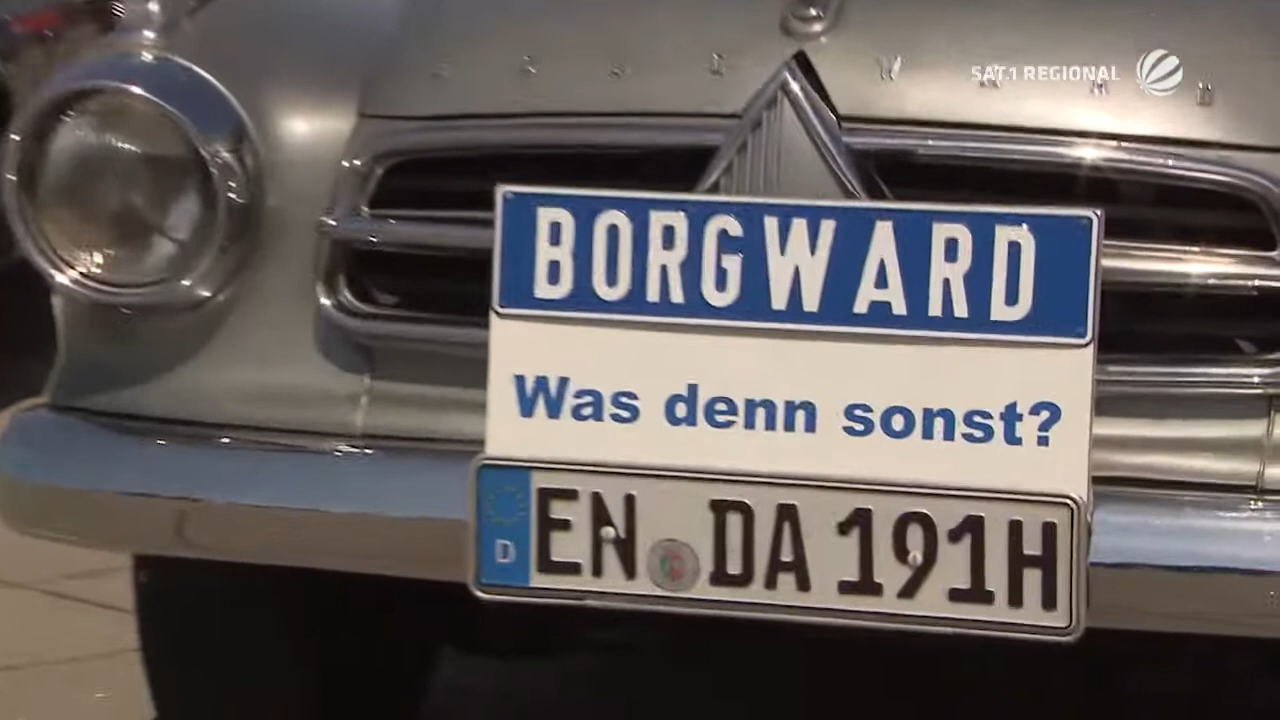 SAT.1 REGIONAL
BORGWARD
Was denn sonst?
D
EN DA 191H